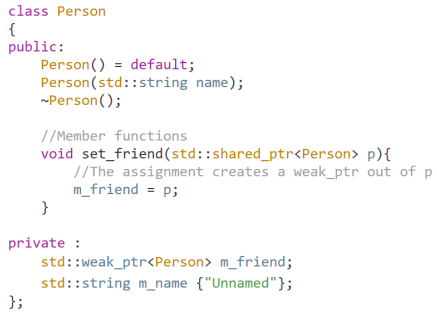 class Person
{
public:
    Person() = default;
    Person(std::string name);
    ~Person();

    //Member functions
    void set_friend(std::shared_ptr<Person> p){
        //The assignment creates a weak_ptr out of p
        m_friend = p;
    }

private :
    std::weak_ptr<Person> m_friend;
    std::string m_name {"Unnamed"};
};